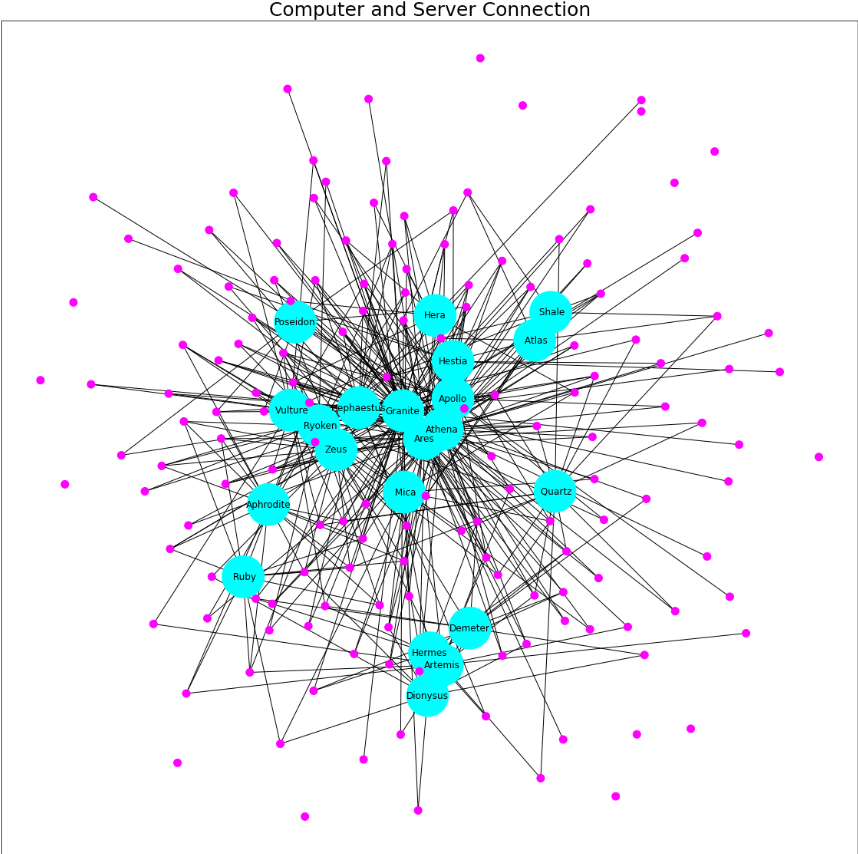 Computer and Server Connection
Shale
Hera
Poseidon
Atlas
Hestia
Apollo
Hephaestus
Vulture
Granite
Ryoken
Athena
Ares
Zeus
Quartz
Mica
Aphrodite
Ruby
Demeter
Hermes
Artemis
Dionysus